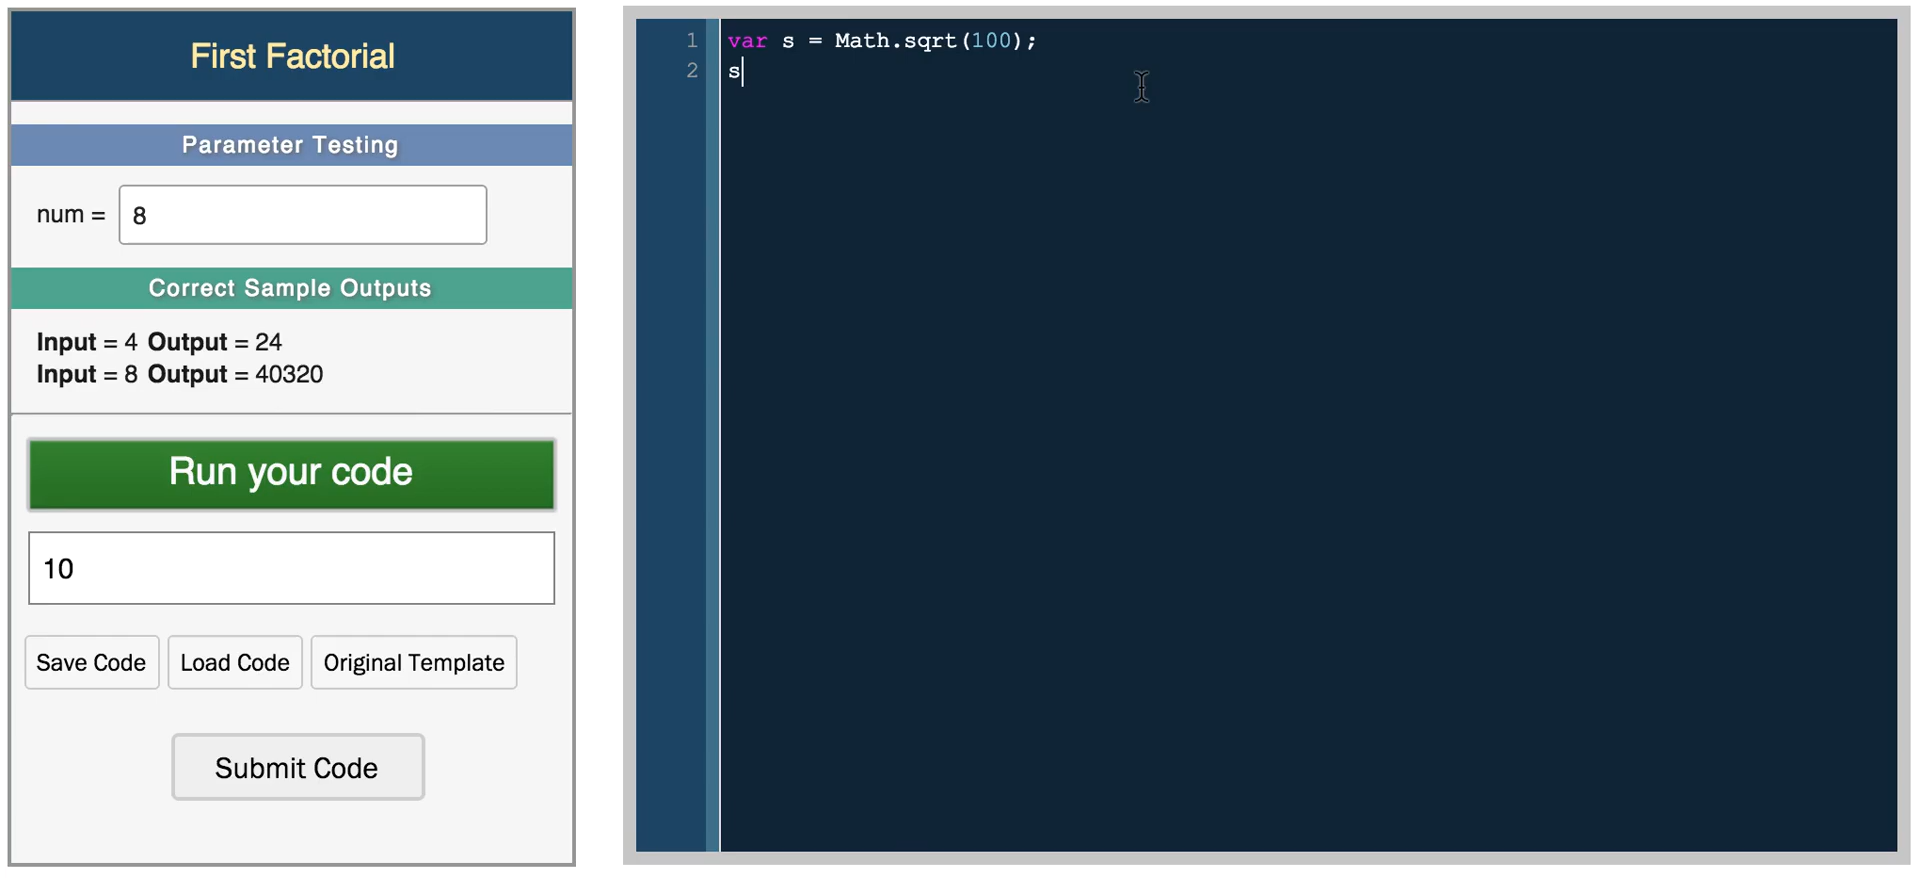 First Factorial
Parameter Testing
num = 8
Correct Sample Outputs
Input = 4 Output = 24
Input = 8 Output = 40320
Run your code
10
Save Code Load Code Original Template
Submit Code
1 var s = Math.sqrt(100);
2 s